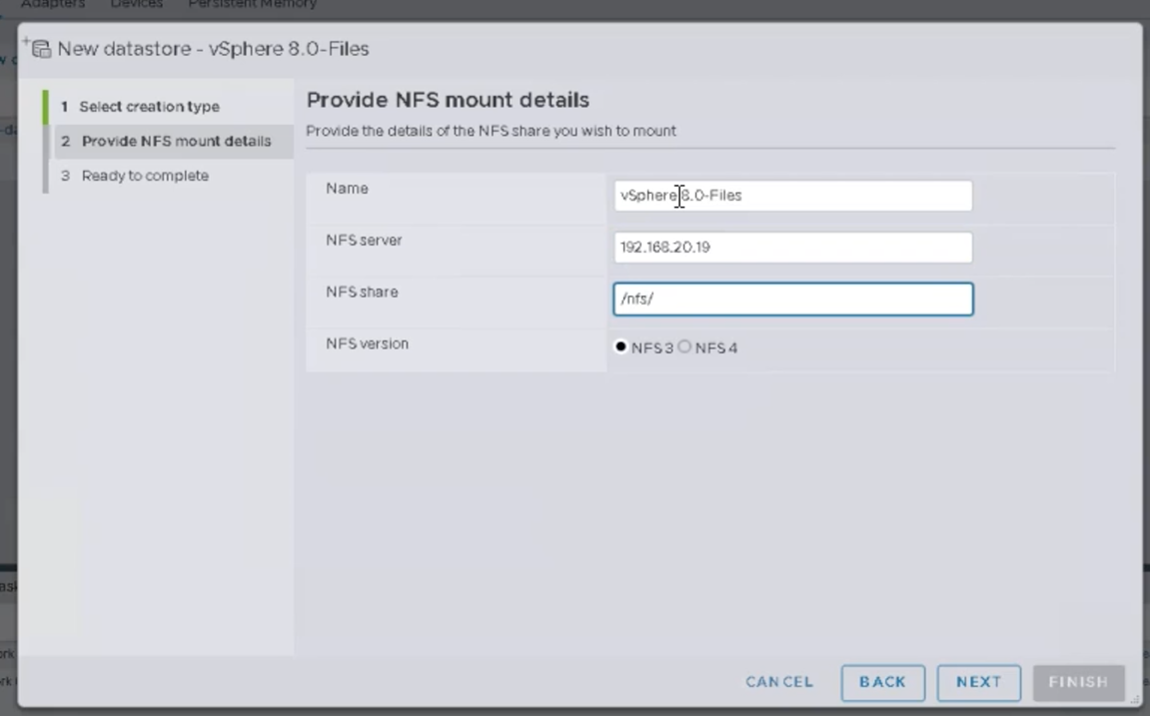 Adapters Devices Persistent Memory
New datastore - vSphere 8.0-Files
1 Select creation type
2 Provide NFS mount details
3 Ready to complete
Provide NFS mount details
Provide the details of the NFS share you wish to mount
Name
vSphere 8.0-Files
NFS server
192.168.20.19
NFS share
/nfs/
NFS version
NFS 3 NFS 4
CANCEL BACK NEXT FINISH